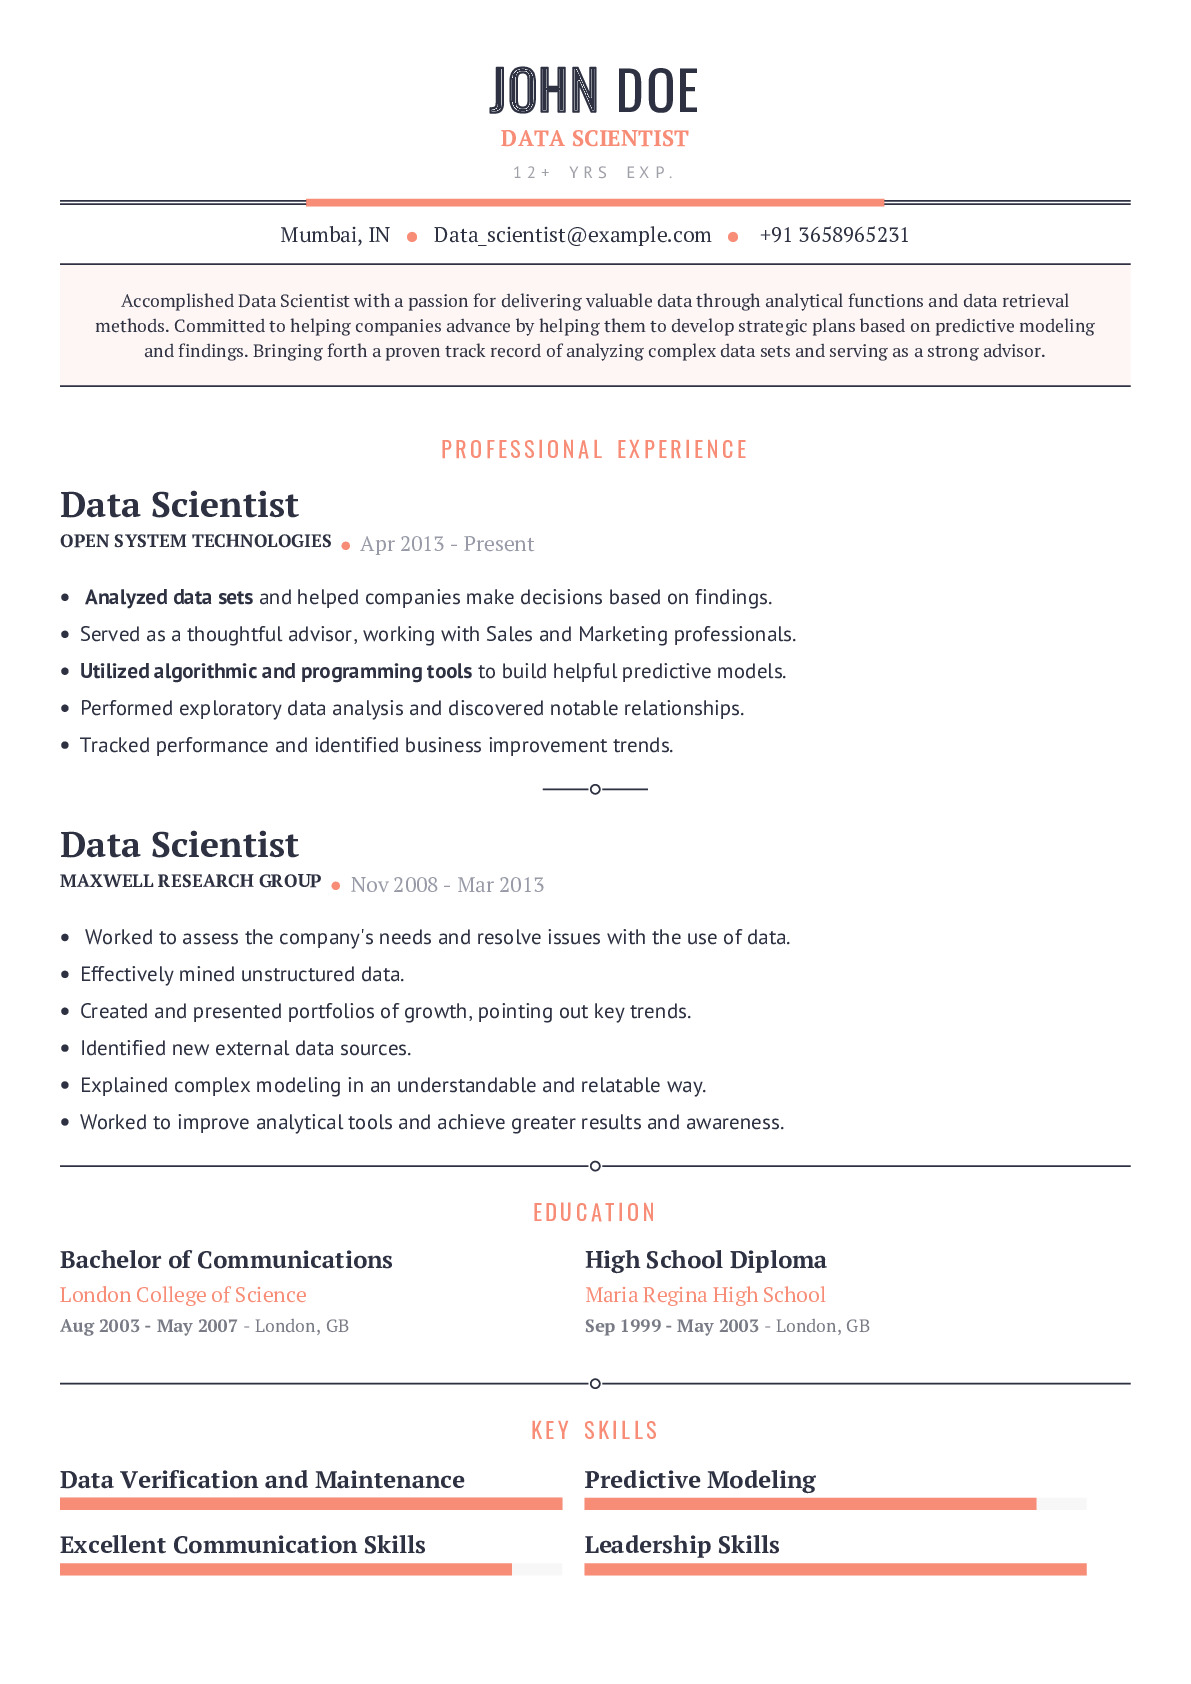 JOHN DOE
DATA SCIENTIST
12+ YRS EXP.
Mumbai, IN ● Data_scientist@example.com ● +91 3658965231
Accomplished Data Scientist with a passion for delivering valuable data through analytical functions and data retrieval
methods. Committed to helping companies advance by helping them to develop strategic plans based on predictive modeling
and findings. Bringing forth a proven track record of analyzing complex data sets and serving as a strong advisor.
PROFESSIONAL EXPERIENCE
Data Scientist
OPEN SYSTEM TECHNOLOGIES ● Apr 2013 - Present
• Analyzed data sets and helped companies make decisions based on findings.
• Served as a thoughtful advisor, working with Sales and Marketing professionals.
• Utilized algorithmic and programming tools to build helpful predictive models.
• Performed exploratory data analysis and discovered notable relationships.
• Tracked performance and identified business improvement trends.
Data Scientist
MAXWELL RESEARCH GROUP ● Nov 2008 - Mar 2013
• Worked to assess the company's needs and resolve issues with the use of data.
• Effectively mined unstructured data.
• Created and presented portfolios of growth, pointing out key trends.
• Identified new external data sources.
• Explained complex modeling in an understandable and relatable way.
• Worked to improve analytical tools and achieve greater results and awareness.
EDUCATION
Bachelor of Communications
London College of Science
Aug 2003 - May 2007 - London, GB
High School Diploma
Maria Regina High School
Sep 1999 - May 2003 - London, GB
KEY SKILLS
Data Verification and Maintenance
Predictive Modeling
Excellent Communication Skills
Leadership Skills